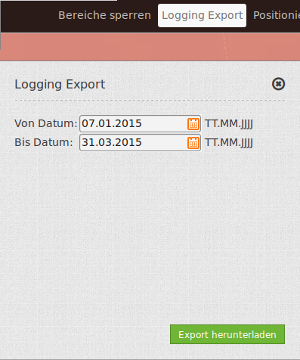 Bereiche sperren Logging Export Positionie
Logging Export
Von Datum: 07.01.2015 TT.MM.JJJJ
Bis Datum: 31.03.2015 TT.MM.JJJJ
Export herunterladen